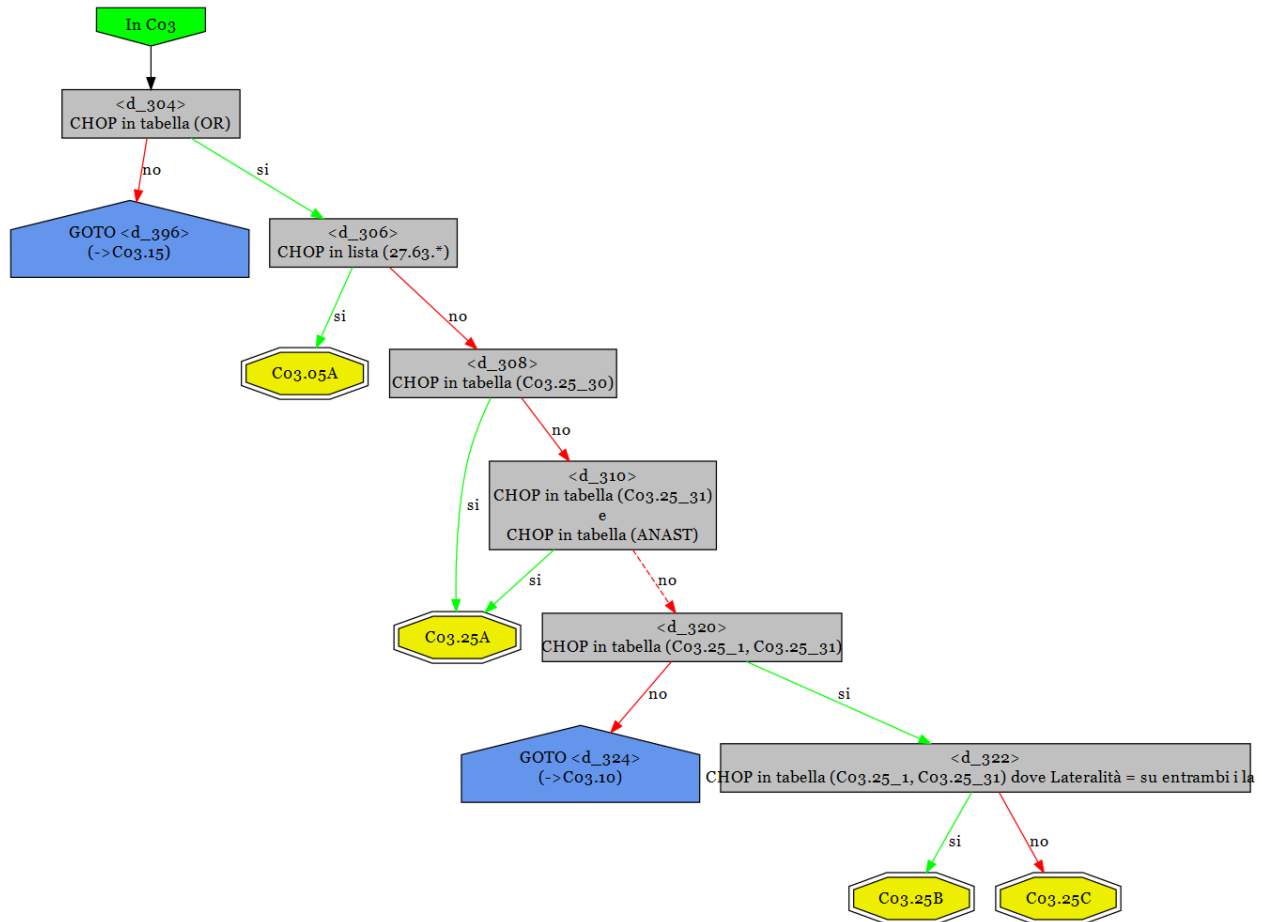 In C03
<d_304>
CHOP in tabella (OR)
no
si
GOTO <d_396>
(->C03.15)
<d_306>
CHOP in lista (27.63.*)
si
no
C03.05A
<d_308>
CHOP in tabella (C03.25_30)
no
si
<d_310>
CHOP in tabella (C03.25_31)
e
CHOP in tabella (ANAST)
si
no
C03.25A
<d_320>
CHOP in tabella (C03.25_1, C03.25_31)
no
si
GOTO <d_324>
(->C03.10)
<d_322>
CHOP in tabella (C03.25_1, C03.25_31) dove Lateralità = su entrambi i la
si
no
C03.25B
C03.25C